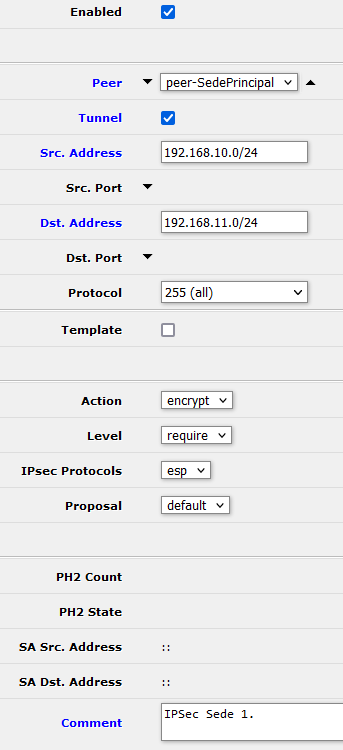 Enabled
Peer peer-SedePrincipal
Tunnel
Src. Address 192.168.10.0/24
Src. Port
Dst. Address 192.168.11.0/24
Dst. Port
Protocol 255 (all)
Template
Action encrypt
Level require
IPsec Protocols esp
Proposal default
PH2 Count
PH2 State
SA Src. Address ::
SA Dst. Address ::
Comment IPSec Sede 1.